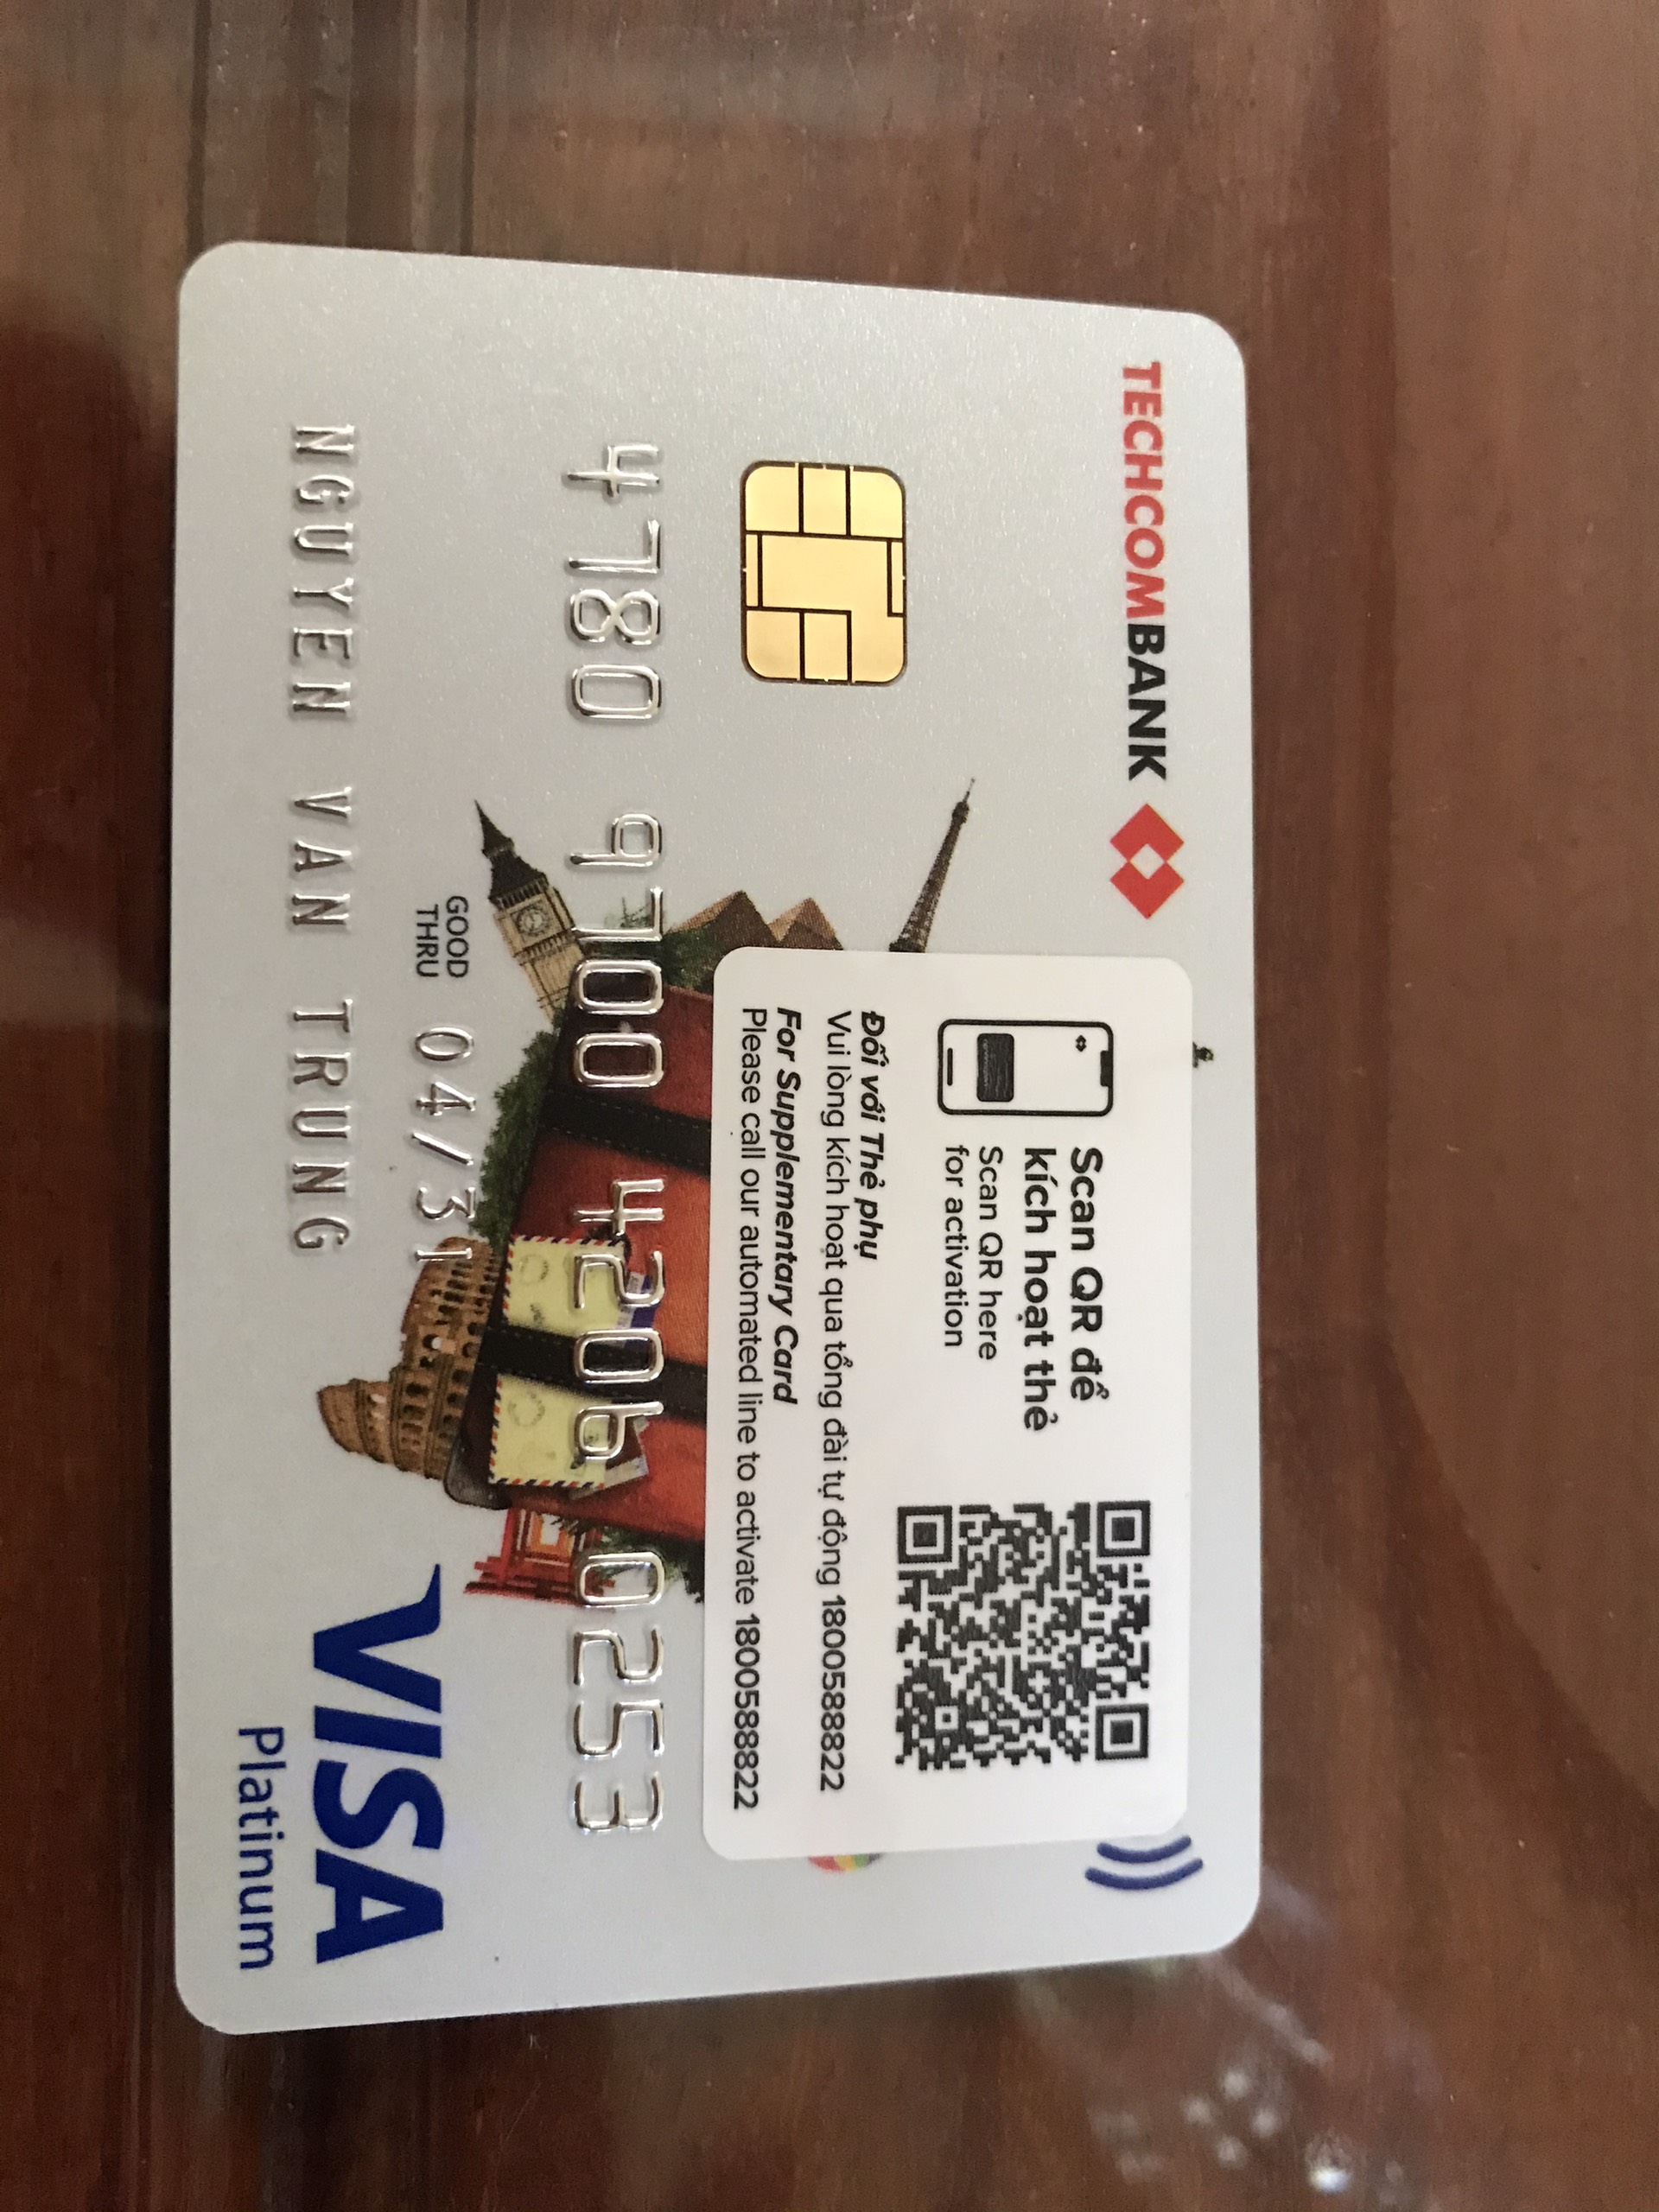 TECHCOMBANK
Scan QR để
kích hoạt thẻ
Scan QR here
for activation
Đối với Thẻ phụ
Vui lòng kích hoạt qua tổng đài tự động 1800588822
For Supplementary Card
Please call our automated line to activate 1800588822
4780 9700 4206 0253
GOOD
THRU 04/31
NGUYEN VAN TRUNG
VISA
Platinum